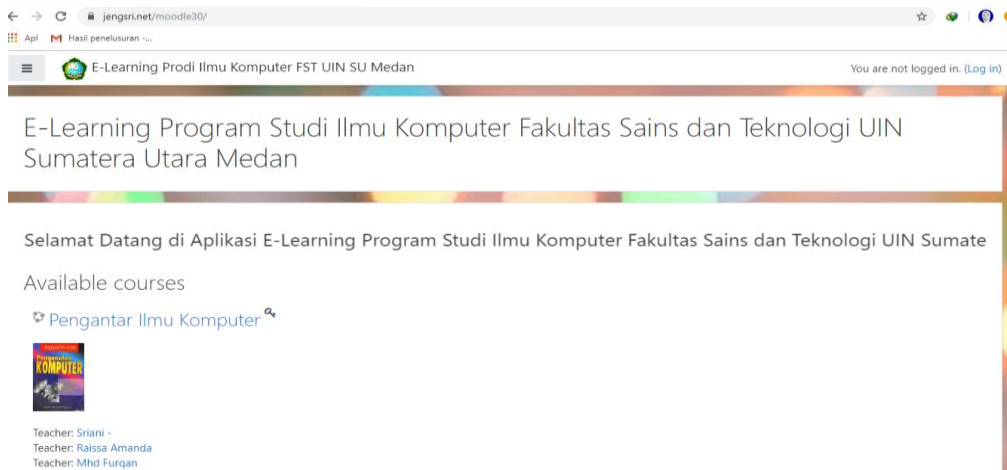 jengsri.net/moodle30/
Apl Hasil penelusuran -...
E-Learning Prodi Ilmu Komputer FST UIN SU Medan
You are not logged in. (Log in)
E-Learning Program Studi Ilmu Komputer Fakultas Sains dan Teknologi UIN
Sumatera Utara Medan
Selamat Datang di Aplikasi E-Learning Program Studi Ilmu Komputer Fakultas Sains dan Teknologi UIN Sumate
Available courses
Pengantar Ilmu Komputer
KOMPUTER
Teacher: Sriani -
Teacher: Raissa Amanda
Teacher: Mhd Furqan